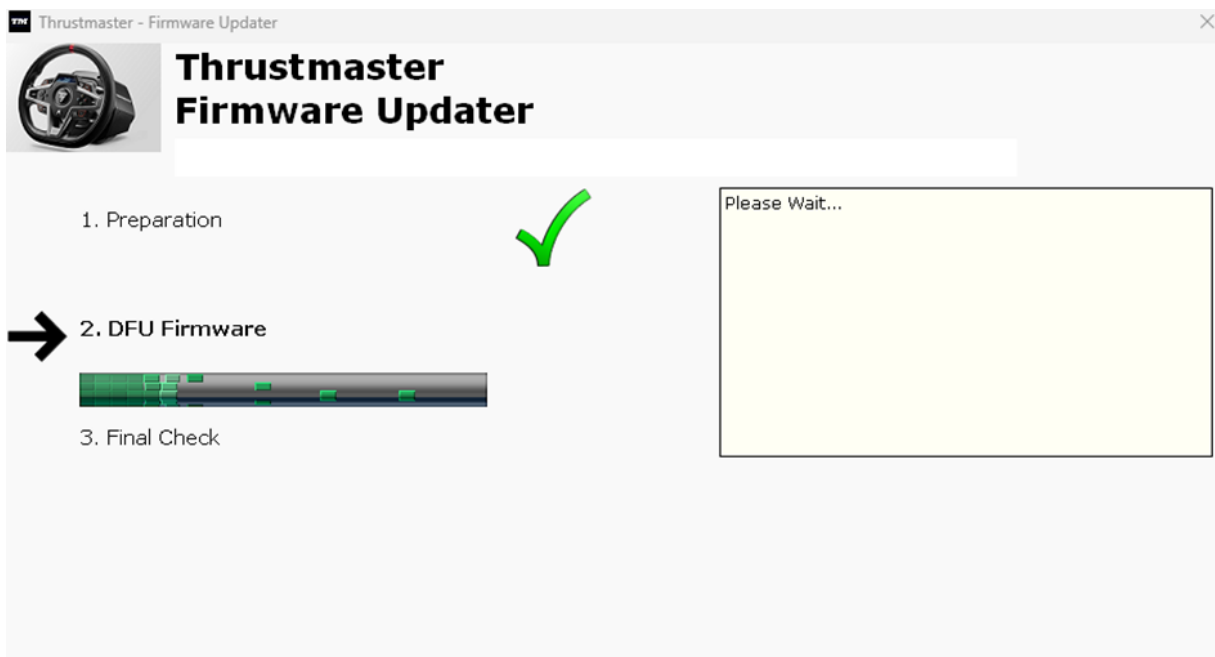 TM Thrustmaster - Firmware Updater
Thrustmaster
Firmware Updater
1. Preparation
Please Wait...
2. DFU Firmware
3. Final Check